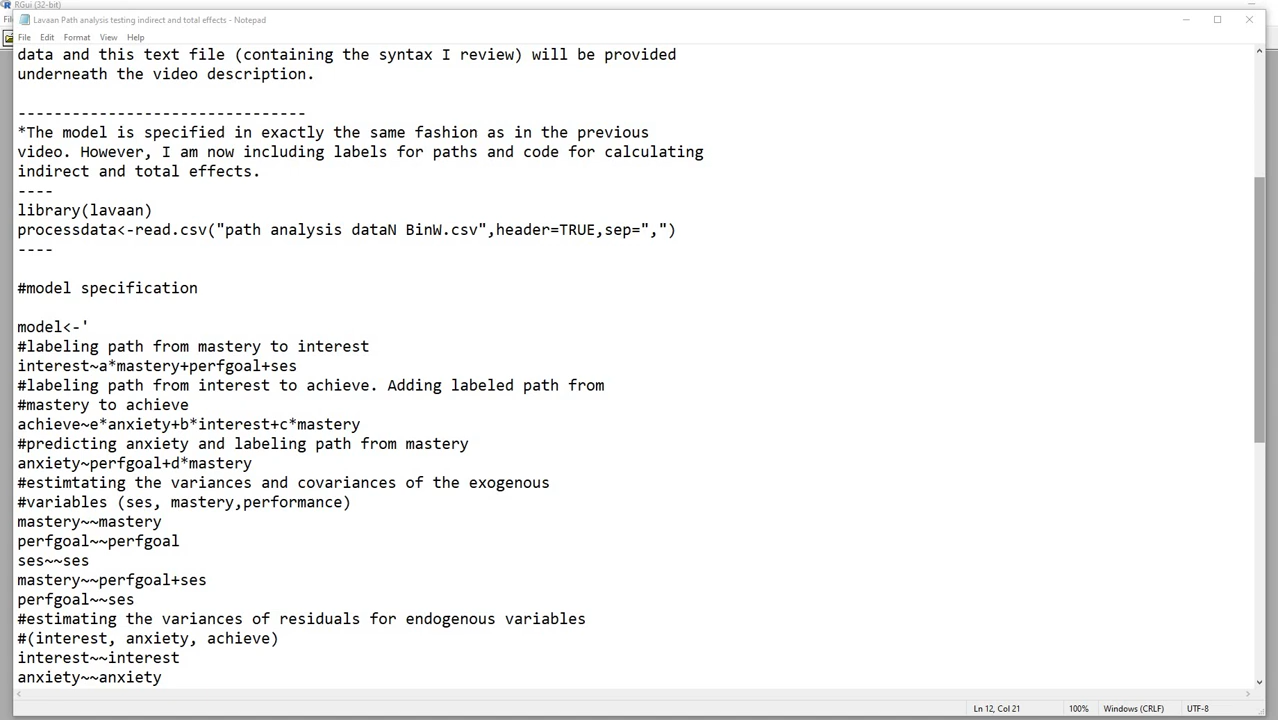 RGui (32-bit)
Lavaan Path analysis testing indirect and total effects - Notepad
File Edit Format View Help
data and this text file (containing the syntax I review) will be provided
underneath the video description.
--------------------------------
*The model is specified in exactly the same fashion as in the previous
video. However, I am now including labels for paths and code for calculating
indirect and total effects.
----
library(lavaan)
processdata<-read.csv("path analysis dataN BinW.csv",header=TRUE,sep=",")
----
#model specification
model<-'
#labeling path from mastery to interest
interest~a*mastery+perfgoal+ses
#labeling path from interest to achieve. Adding labeled path from
#mastery to achieve
achieve~e*anxiety+b*interest+c*mastery
#predicting anxiety and labeling path from mastery
anxiety~perfgoal+d*mastery
#estimtating the variances and covariances of the exogenous
#variables (ses, mastery,performance)
mastery~~mastery
perfgoal~~perfgoal
ses~~ses
mastery~~perfgoal+ses
perfgoal~~ses
#estimating the variances of residuals for endogenous variables
#(interest, anxiety, achieve)
interest~~interest
anxiety~~anxiety
Ln 12, Col 21 100% Windows (CRLF) UTF-8